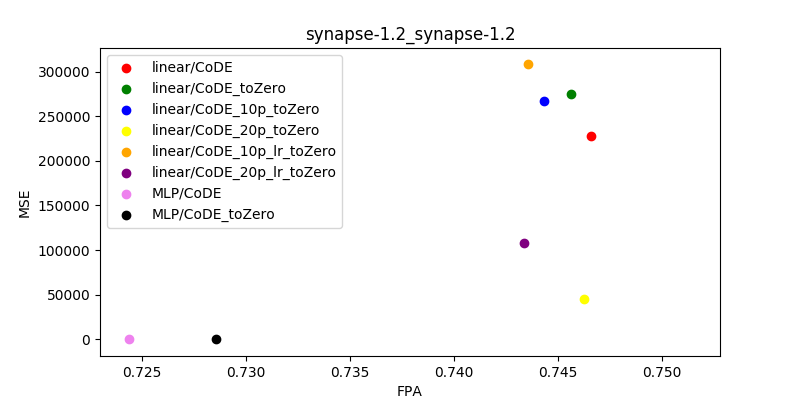 synapse-1.2_synapse-1.2
MSE
300000
250000
200000
150000
100000
50000
0
linear/CoDE
linear/CoDE_toZero
linear/CoDE_10p_toZero
linear/CoDE_20p_toZero
linear/CoDE_10p_lr_toZero
linear/CoDE_20p_lr_toZero
MLP/CoDE
MLP/CoDE_toZero
0.725 0.730 0.735 0.740 0.745 0.750
FPA